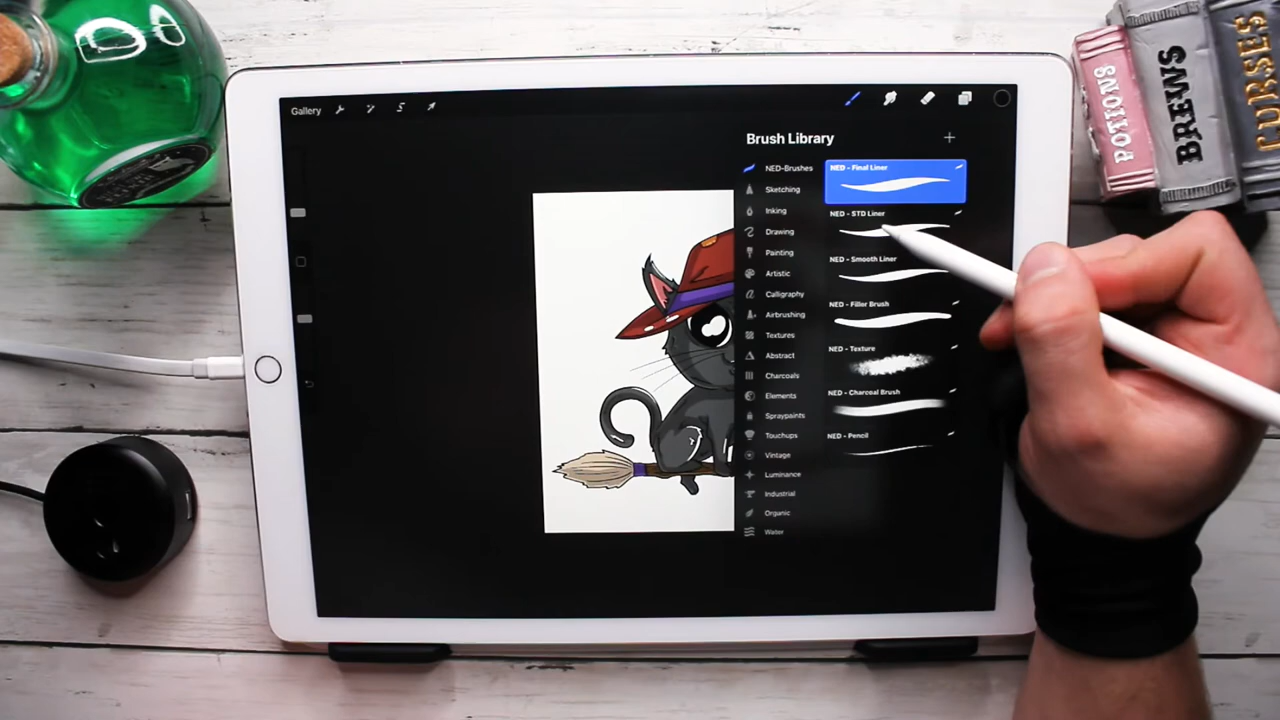 Gallery
Brush Library
NED-Brushes
Sketching
Inking
Drawing
Painting
Artistic
Calligraphy
Airbrushing
Textures
Abstract
Charcoals
Elements
Spraypaints
Touchups
Vintage
Luminance
Industrial
Organic
Water
NED - Final Liner
NED - STD Liner
NED - Smooth Liner
NED - Filler Brush
NED - Texture
NED - Charcoal Brush
NED - Pencil
POTIONS
BREWS
CURSES